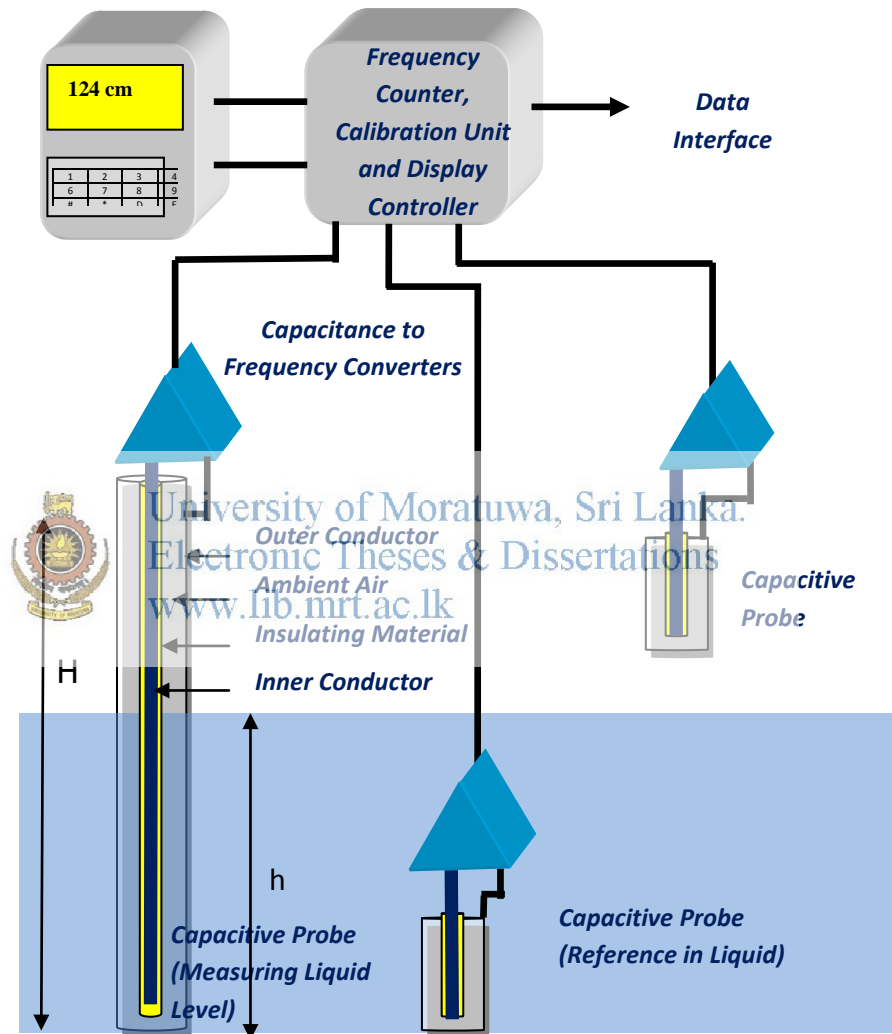 124 cm
1 2 3 4
6 7 8 9
# * D
Frequency
Counter,
Calibration Unit
and Display
Controller
Data
Interface
Capacitance to
Frequency Converters
University of Moratuwa, Sri Lanka.
Electronic Theses & Dissertations
www.lib.mrt.ac.lk
Outer Conductor
Ambient Air
Insulating Material
Inner Conductor
Capacitive
Probe
H
h
Capacitive Probe
(Measuring Liquid
Level)
Capacitive Probe
(Reference in Liquid)